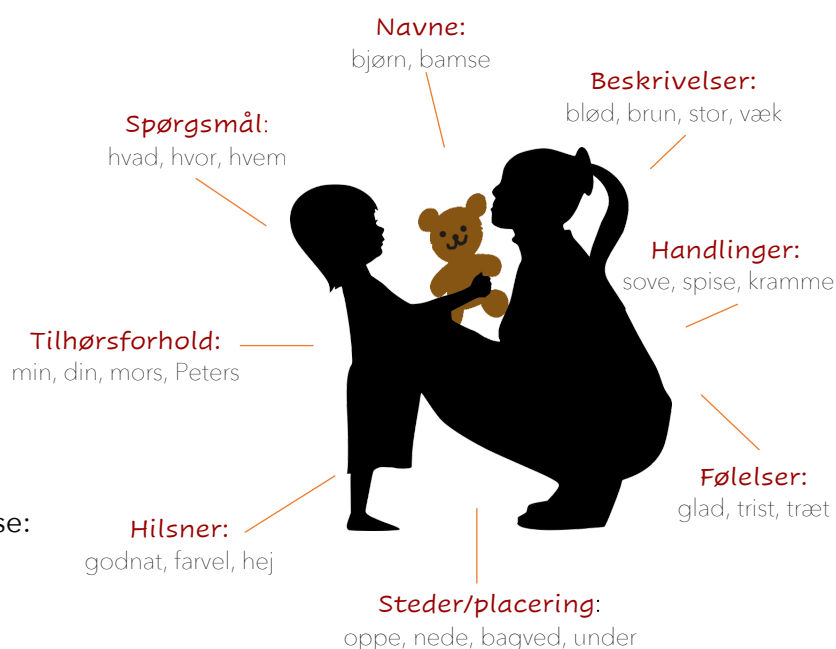 Navne:
bjørn, bamse
Beskrivelser:
blød, brun, stor, væk
Spørgsmål:
hvad, hvor, hvem
Handlinger:
sove, spise, kramme
Tilhørsforhold:
min, din, mors, Peters
Følelser:
glad, trist, træt
se:
Hilsner:
godnat, farvel, hej
Steder/placering:
oppe, nede, bagved, under